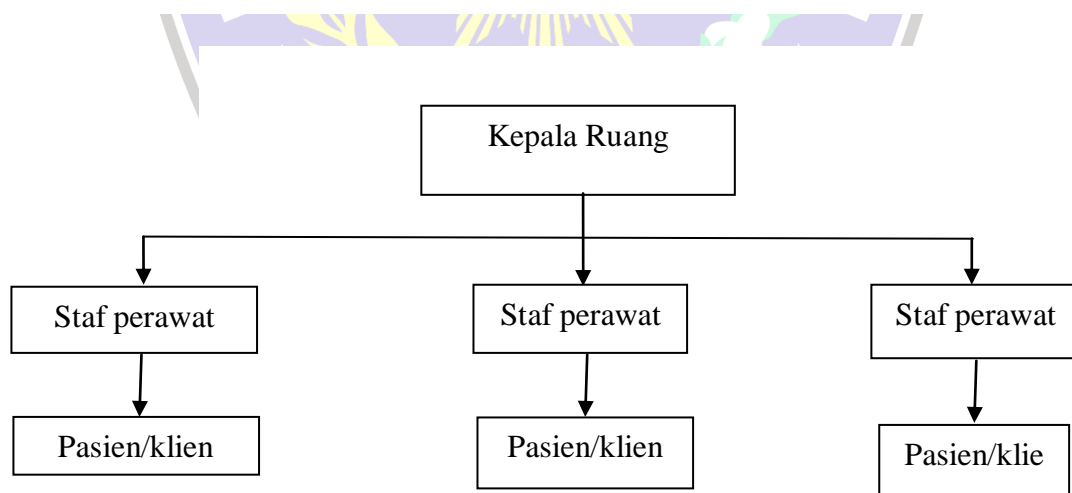 Kepala Ruang
Staf perawat
Staf perawat
Staf perawat
Pasien/klien
Pasien/klien
Pasien/klie